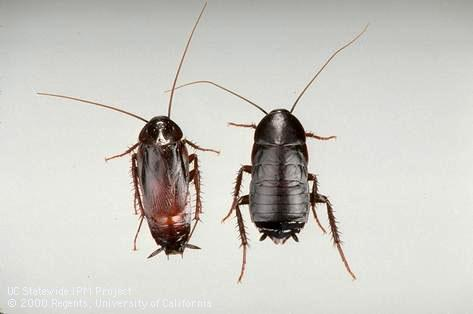 UC Statewide IPM Project
© 2000 Regents, University of California